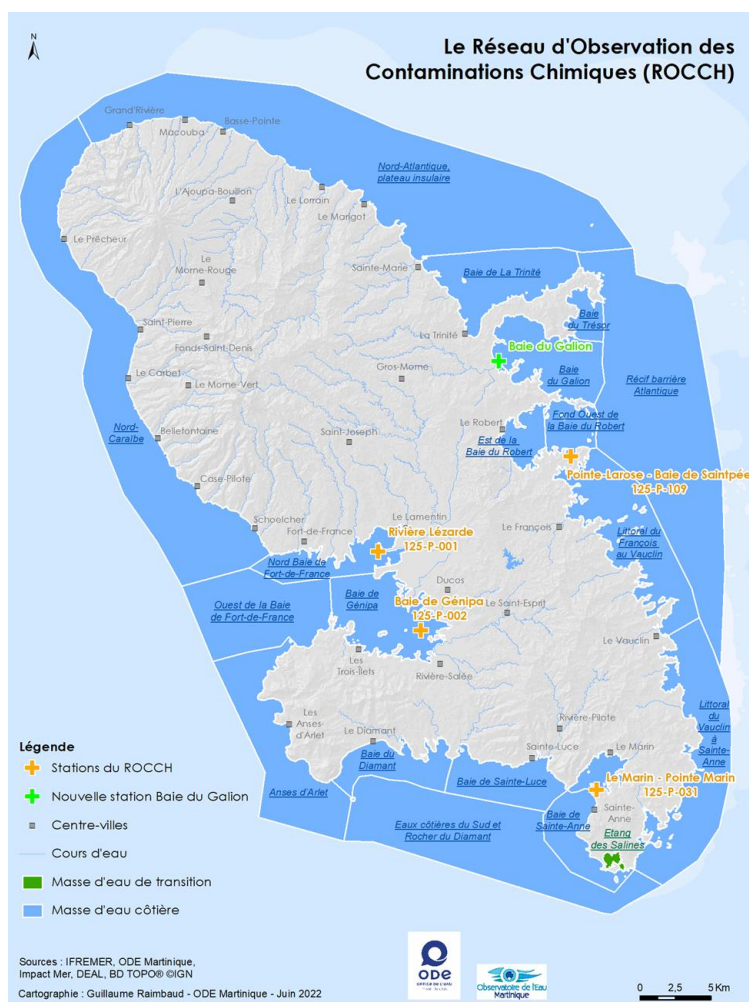 N
Le Réseau d'Observation des
Contaminations Chimiques (ROCCH)
Grand'Rivière
Macouba
Basse-Pointe
Nord-Atlantique,
plateau insulaire
L'Ajoupa-Bouillon
Le Lorrain
Le Marigot
Le Prêcheur
Le
Morne-Rouge
Sainte-Marie
Baie de La Trinité
Baie
du Trésor
Saint-Pierre
Fonds-Saint-Denis
La Trinité
Baie du Galion
Le Carbet
Le Morne-Vert
Gros-Morne
Baie
du Galion
Récif barrière
Atlantique
Nord-
Caraïbe
Bellefontaine
Saint-Joseph
Le Robert
Fond Ouest de
la Baie du Robert
Est de la
Baie du Robert
Case-Pilote
Pointe-Larose - Baie de Saintpée
125-P-109
Schoelcher
Fort-de-France
Le Lamentin
Rivière Lézarde
125-P-001
Le François
Littoral du
François
au Vauclin
Nord Baie de
Fort-de-France
Ouest de la Baie
de Fort-de-France
Baie de
Génipa
Ducos
Baie de Génipa
125-P-002
Le Saint-Esprit
Le Vauclin
Les
Trois-Îlets
Rivière-Salée
Les
Anses-
d'Arlet
Le Diamant
Rivière-Pilote
Littoral du
Vauclin
à
Sainte-
Anne
Baie du
Diamant
Sainte-Luce
Le Marin
Baie de Sainte-Luce
Le Marin - Pointe Marin
125-P-031
Anses d'Arlet
Eaux côtières du Sud et
Rocher du Diamant
Baie de
Sainte-Anne
Sainte-
Anne
Etang
des Salines
Légende
Stations du ROCCH
Nouvelle station Baie du Galion
Centre-villes
Cours d'eau
Masse d'eau de transition
Masse d'eau côtière
Sources : IFREMER, ODE Martinique,
Impact Mer, DEAL, BD TOPO® ©IGN
Cartographie : Guillaume Raimbaud - ODE Martinique - Juin 2022
ODE
OFFICE DE L'EAU
Observatoire de l'Eau
Martinique
0 2,5 5 Km